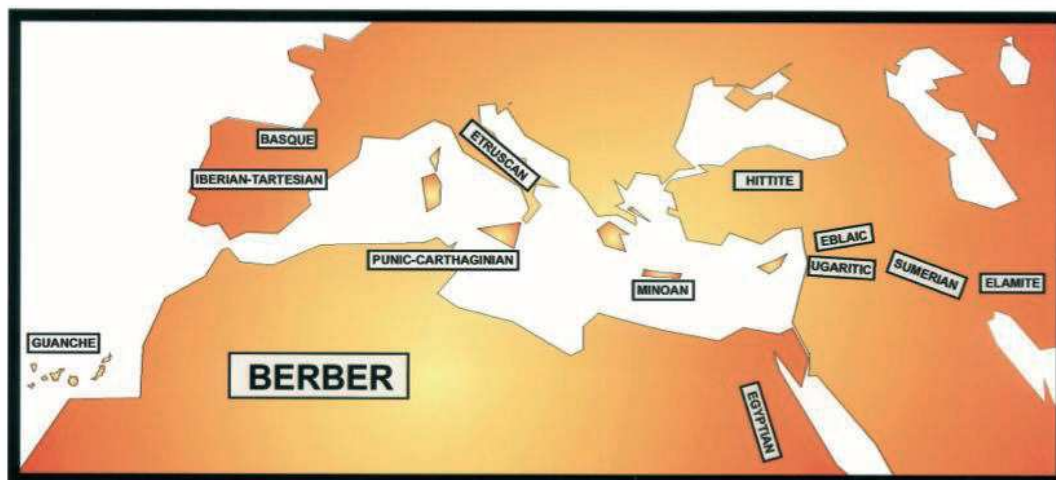 BASQUE
ETRUSCAN
IBERIAN-TARTESIAN
HITTITE
EBLAIC
PUNIC-CARTHAGINIAN
UGARITIC
SUMERIAN
ELAMITE
MINOAN
GUANCHE
BERBER
EGYPTIAN